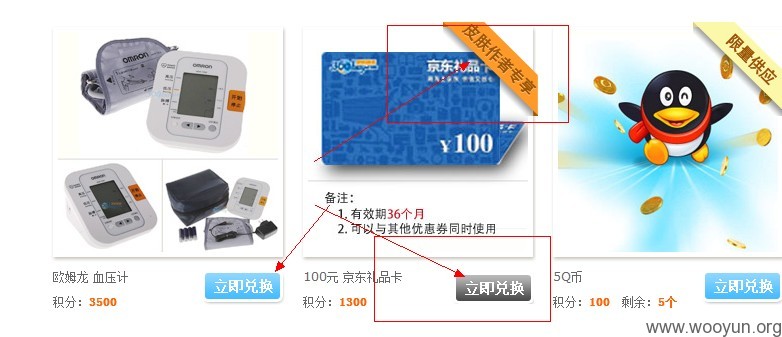 OMRON
皮肤作者专享
限量供应
360buy.com
京东礼品卡
¥100
备注：
1. 有效期36个月
2. 可以与其他优惠券同时使用
欧姆龙 血压计
立即兑换
积分：3500
100元 京东礼品卡
立即兑换
积分：1300
5Q币
立即兑换
积分：100 剩余：5个
www.wooyun.org